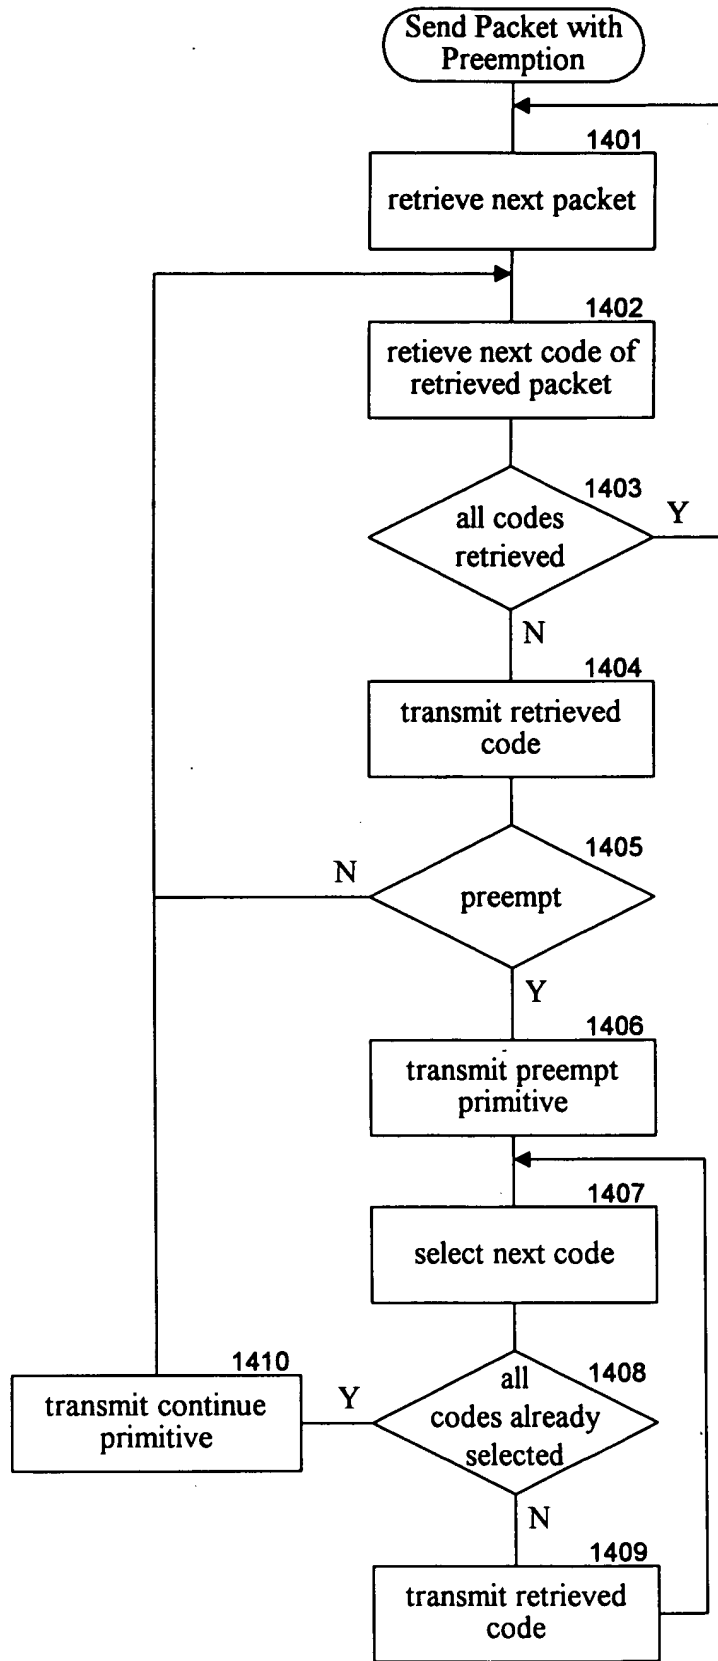 Send Packet with
Preemption
1401
retrieve next packet
1402
retieve next code of
retrieved packet
1403
all codes
retrieved
Y
N
1404
transmit retrieved
code
1405
preempt
N
Y
1406
transmit preempt
primitive
1407
select next code
1408
all
codes already
selected
Y
N
1410
transmit continue
primitive
1409
transmit retrieved
code